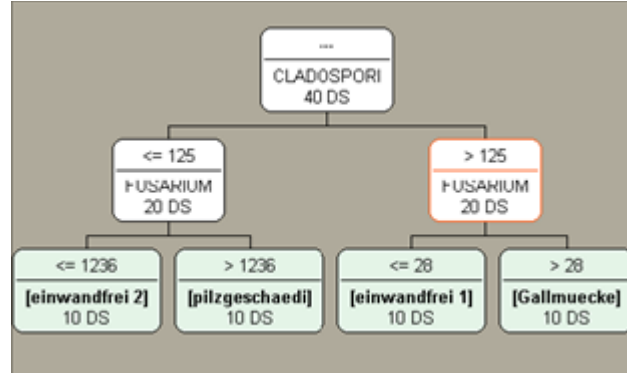 ...
CLADOSPORI
40 DS
<= 125
FUSARIUM
20 DS
> 125
FUSARIUM
20 DS
<= 1236
[einwandfrei 2]
10 DS
> 1236
[pilzgeschaedi]
10 DS
<= 28
[einwandfrei 1]
10 DS
> 28
[Gallmuecke]
10 DS